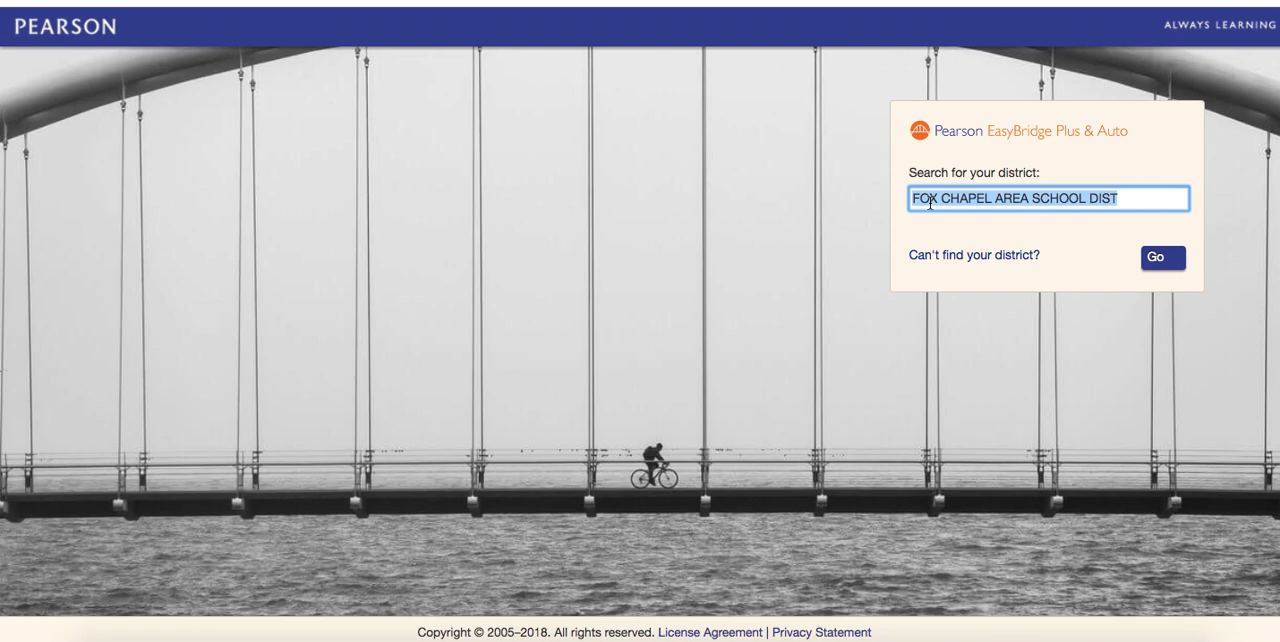 PEARSON
ALWAYS LEARNING
Pearson EasyBridge Plus & Auto
Search for your district:
FOX CHAPEL AREA SCHOOL DIST
Can't find your district?
Go
Copyright © 2005–2018. All rights reserved. License Agreement | Privacy Statement